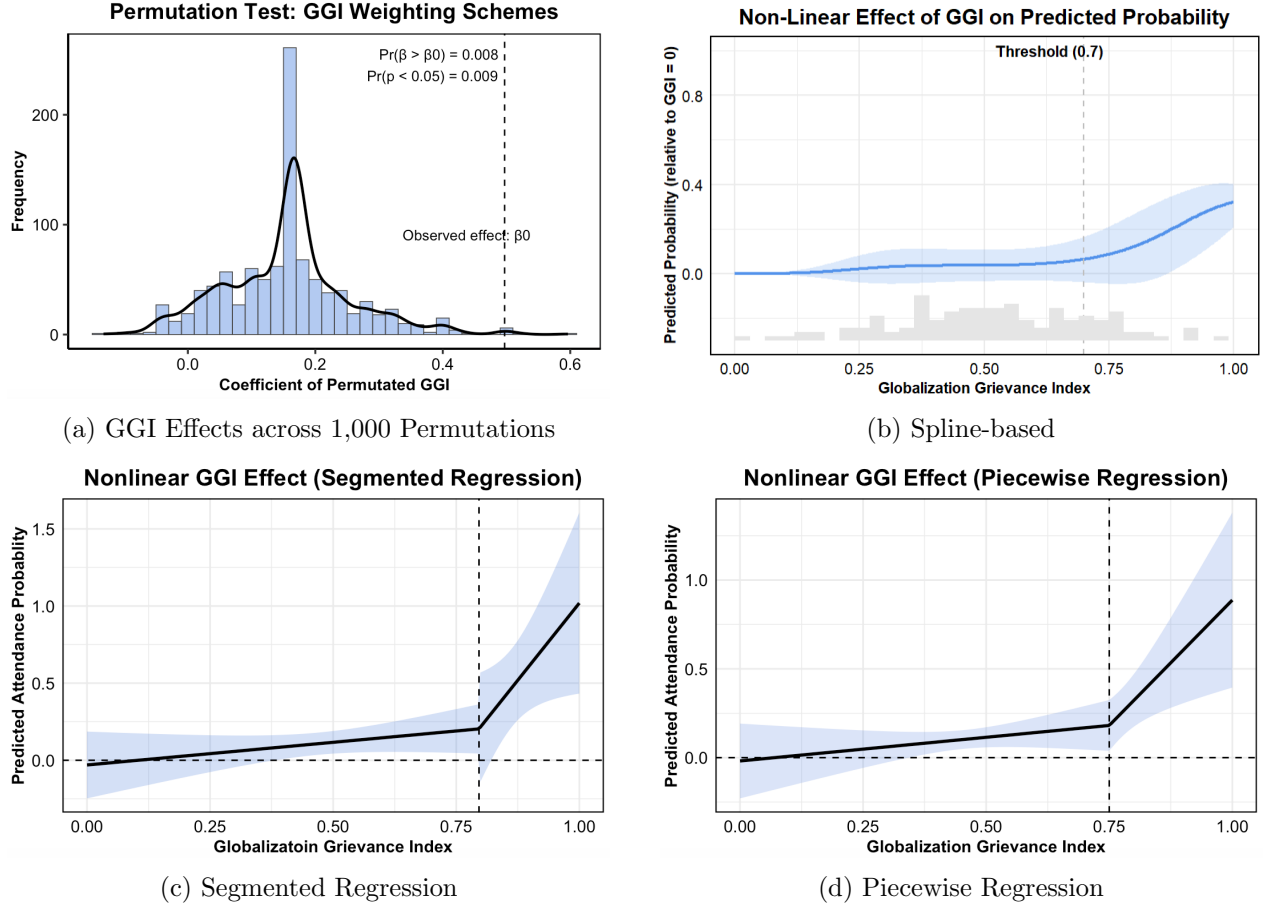 Permutation Test: GGI Weighting Schemes
Pr(β > β0) = 0.008
Pr(p < 0.05) = 0.009
Observed effect: β0
200
100
0
Frequency
0.0 0.2 0.4 0.6
Coefficient of Permutated GGI
(a) GGI Effects across 1,000 Permutations
Non-Linear Effect of GGI on Predicted Probability
Threshold (0.7)
0.8
0.4
0.0
Predicted Probability (relative to GGI = 0)
0.00 0.25 0.50 0.75 1.00
Globalization Grievance Index
(b) Spline-based
Nonlinear GGI Effect (Segmented Regression)
1.5
1.0
0.5
0.0
Predicted Attendance Probablity
0.00 0.25 0.50 0.75 1.00
Globalizatoin Grievance Index
(c) Segmented Regression
Nonlinear GGI Effect (Piecewise Regression)
1.0
0.5
0.0
Predicted Attendance Probability
0.00 0.25 0.50 0.75 1.00
Globalization Grievance Index
(d) Piecewise Regression